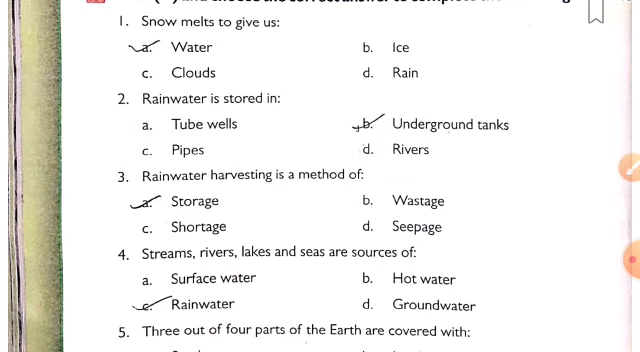 1. Snow melts to give us:
a. Water b. Ice
c. Clouds d. Rain
2. Rainwater is stored in:
a. Tube wells b. Underground tanks
c. Pipes d. Rivers
3. Rainwater harvesting is a method of:
a. Storage b. Wastage
c. Shortage d. Seepage
4. Streams, rivers, lakes and seas are sources of:
a. Surface water b. Hot water
c. Rainwater d. Groundwater
5. Three out of four parts of the Earth are covered with: